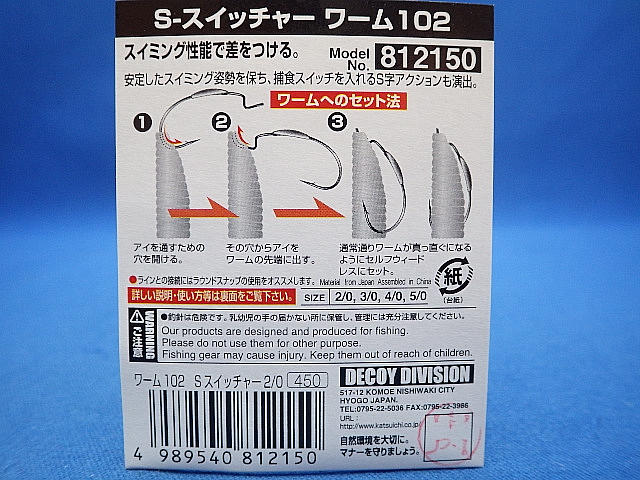 S-スイッチャー ワーム102
スイミング性能で差をつける。
Model No. 812150
安定したスイミング姿勢を保ち、捕食スイッチを入れるS字アクションも演出。
ワームへのセット法
1 2 3
アイを通すための
穴を開ける。
その穴からアイを
ワームの先端に出す。
通常通りワームが真っ直ぐになる
ようにセルフウィード
レスにセット。
●ラインとの接続にはラウンドスナップの使用をオススメします。
Material from Japan Assembled in China
紙
(台紙)
詳しい説明・使い方等は裏面をご覧下さい。
SIZE 2/0, 3/0, 4/0, 5/0
WARNING
ご注意
●釣針は危険です。乳幼児の手の届かない所に保管し、管理には充分注意してください。
Our products are designed and produced for fishing.
Please do not use them for other purpose.
Fishing gear may cause injury. Keep them out of reach of children.
ワーム102 Sスイッチャー2/0 450
4 989540 812150
DECOY DIVISION
517-12 KOMOE NISHIWAKI CITY
HYOGO JAPAN.
TEL:0795-22-5036 FAX:0795-22-3986
URL:
http://www.katsuichi.co.jp
自然環境を大切に。
マナーを守りましょう。